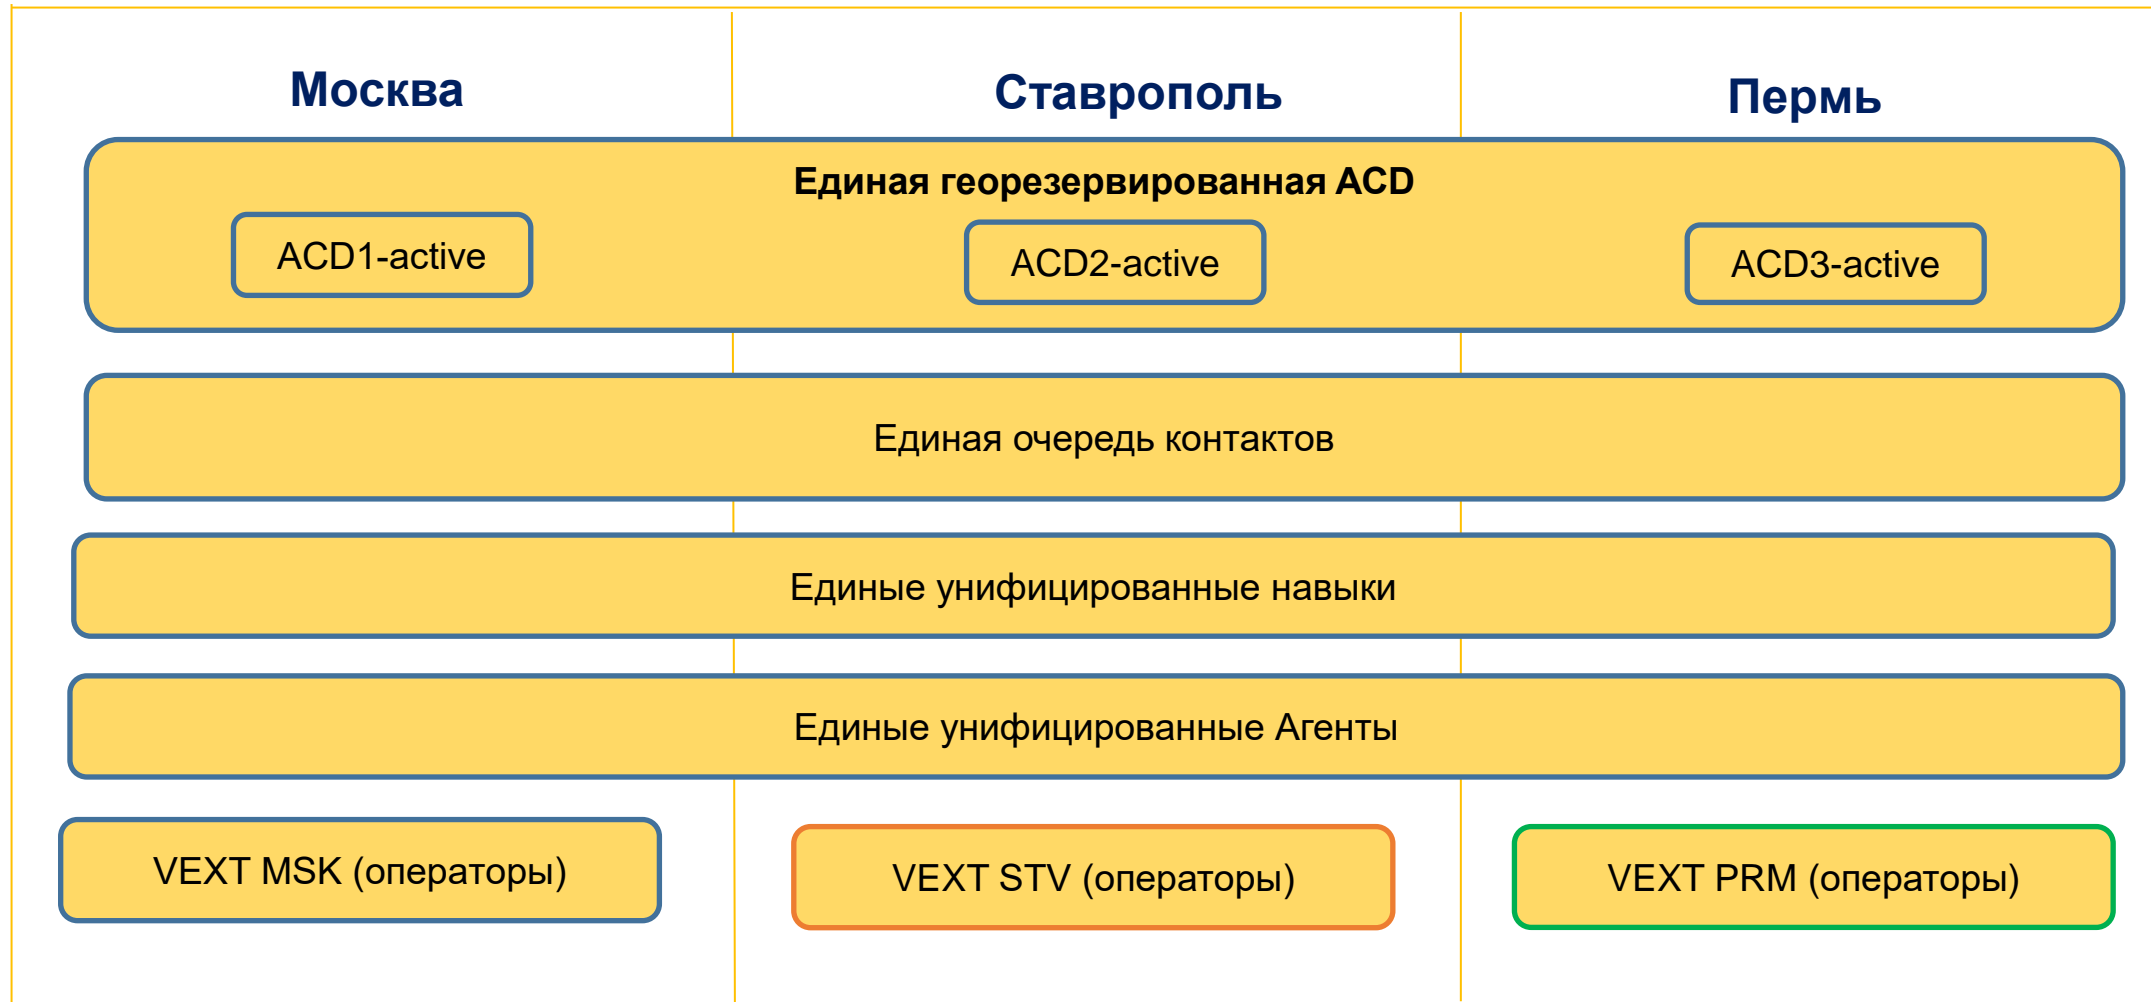 Москва
Ставрополь
Пермь
Единая георезервированная ACD
ACD1-active
ACD2-active
ACD3-active
Единая очередь контактов
Единые унифицированные навыки
Единые унифицированные Агенты
VEXT MSK (операторы)
VEXT STV (операторы)
VEXT PRM (операторы)